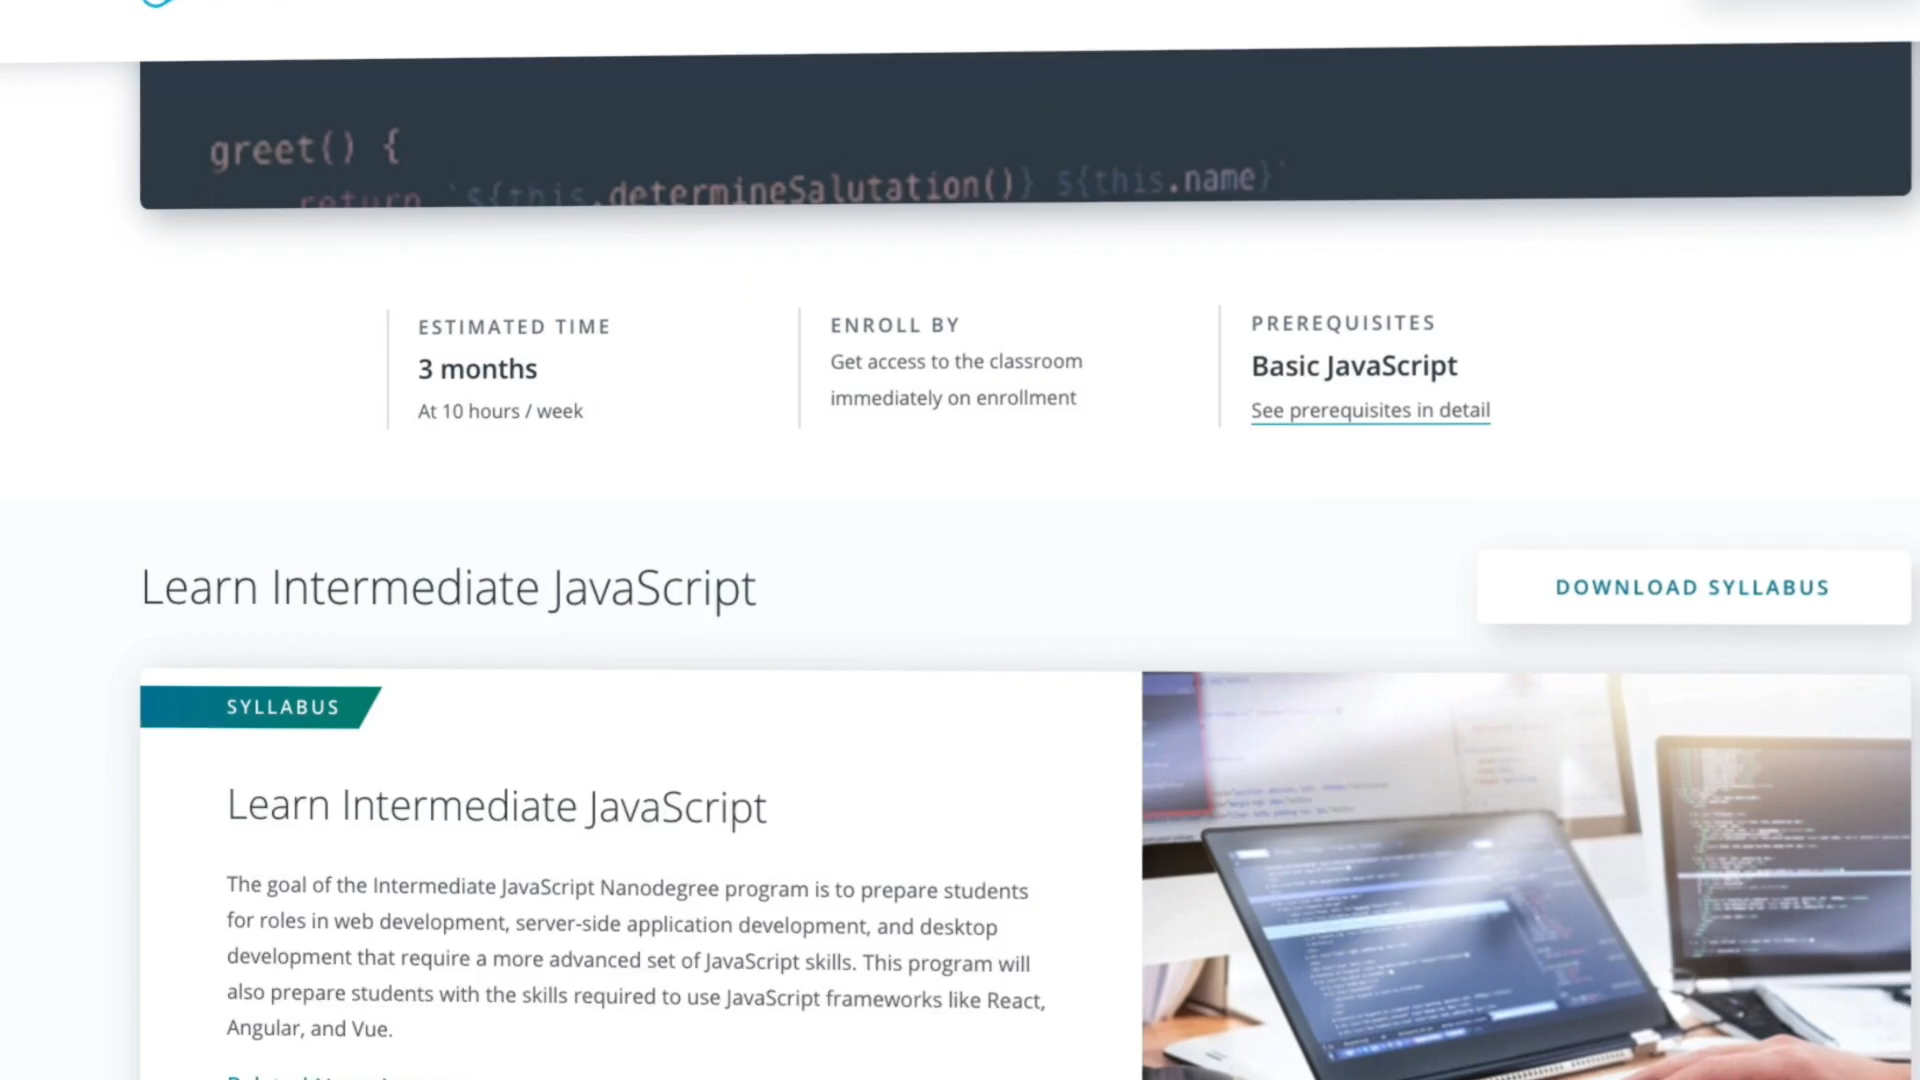 greet() {
return `${this.determineSalutation()} ${this.name}`
ESTIMATED TIME
3 months
At 10 hours / week
ENROLL BY
Get access to the classroom
immediately on enrollment
PREREQUISITES
Basic JavaScript
See prerequisites in detail
Learn Intermediate JavaScript
DOWNLOAD SYLLABUS
SYLLABUS
Learn Intermediate JavaScript
The goal of the Intermediate JavaScript Nanodegree program is to prepare students
for roles in web development, server-side application development, and desktop
development that require a more advanced set of JavaScript skills. This program will
also prepare students with the skills required to use JavaScript frameworks like React,
Angular, and Vue.